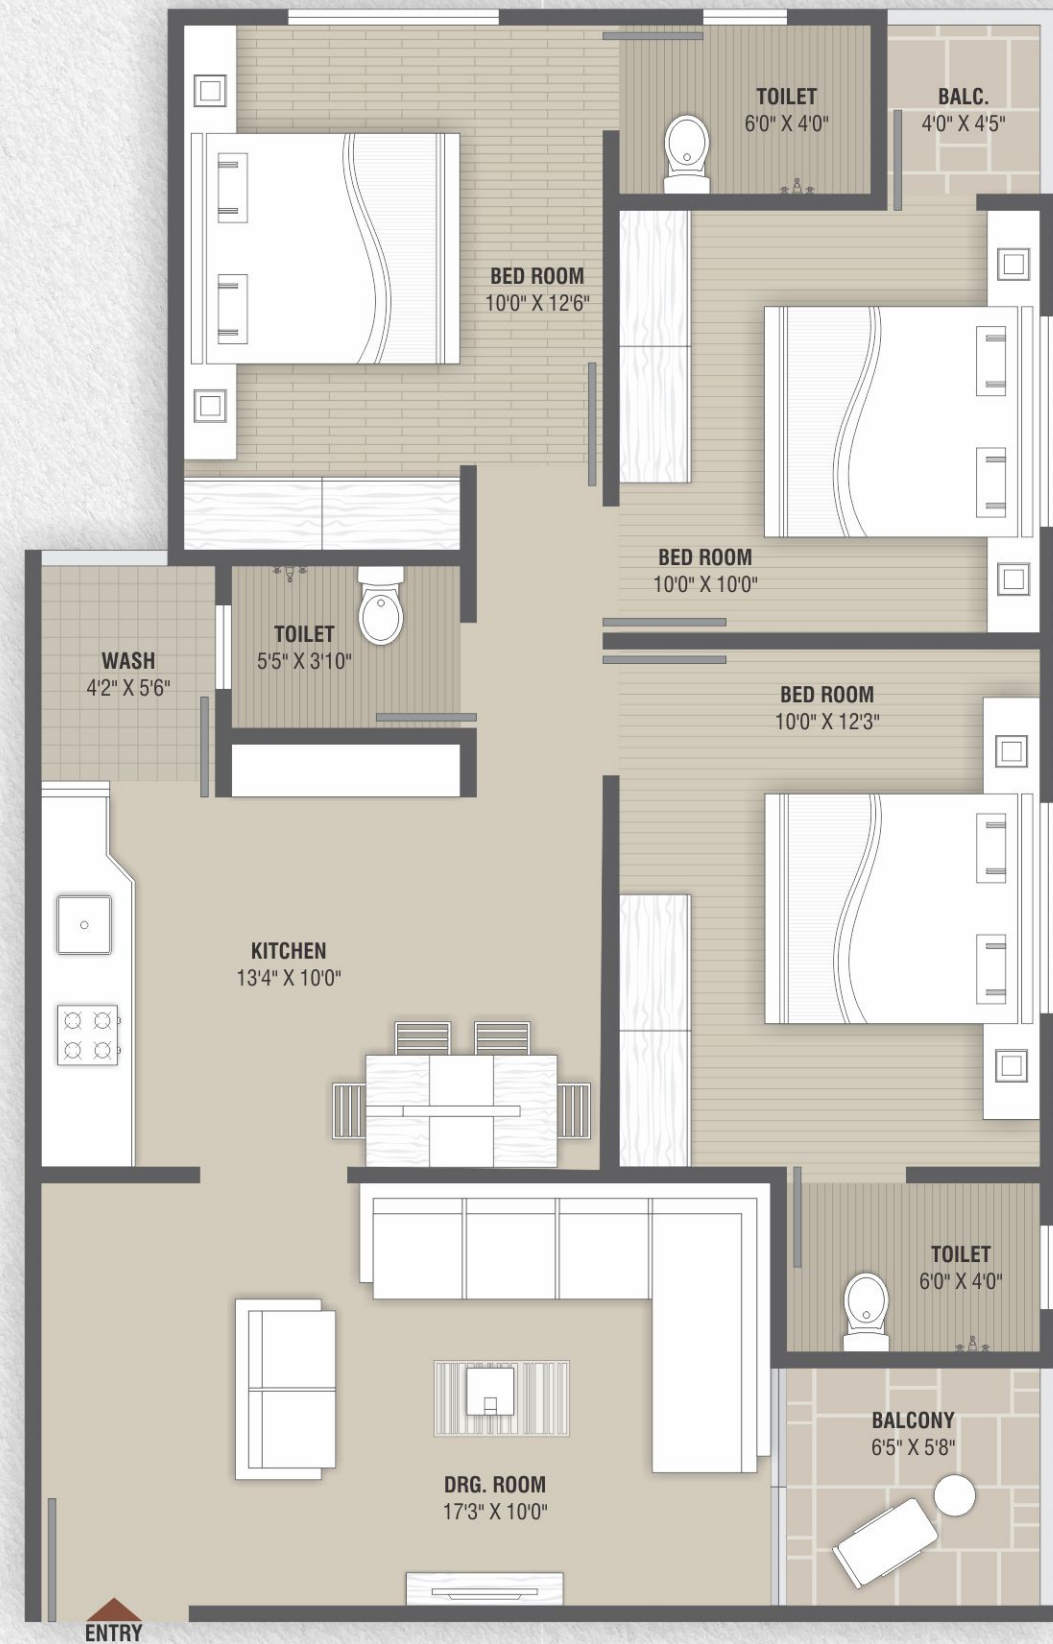 TOILET
6'0" X 4'0"
BALC.
4'0" X 4'5"
BED ROOM
10'0" X 12'6"
BED ROOM
10'0" X 10'0"
TOILET
5'5" X 3'10"
WASH
4'2" X 5'6"
BED ROOM
10'0" X 12'3"
KITCHEN
13'4" X 10'0"
TOILET
6'0" X 4'0"
BALCONY
6'5" X 5'8"
DRG. ROOM
17'3" X 10'0"
ENTRY